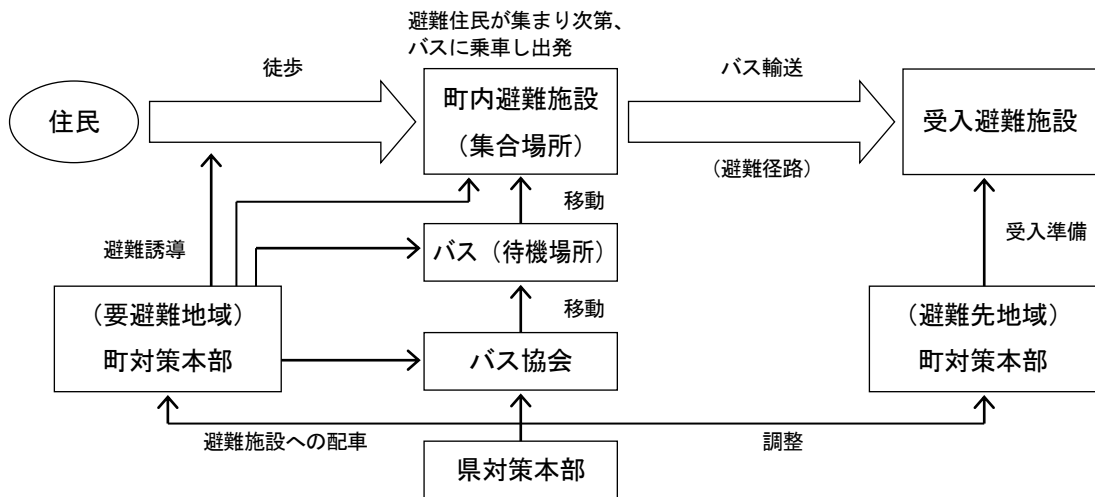 避難住民が集まり次第、
バスに乗車し出発
徒歩
バス輸送
住民
町内避難施設
（集合場所）
受入避難施設
（避難径路）
移動
避難誘導
バス（待機場所）
受入準備
（要避難地域）
町対策本部
移動
バス協会
（避難先地域）
町対策本部
避難施設への配車
調整
県対策本部